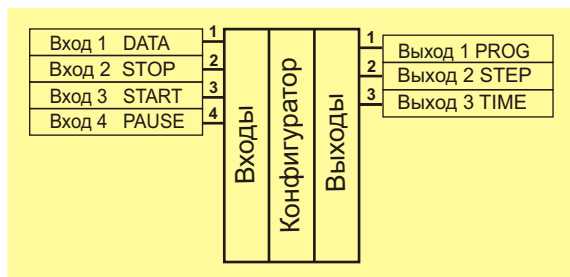 Вход 1 DATA 1
Вход 2 STOP 2
Вход 3 START 3
Вход 4 PAUSE 4
Входы
Конфигуратор
Выходы
1 Выход 1 PROG
2 Выход 2 STEP
3 Выход 3 TIME